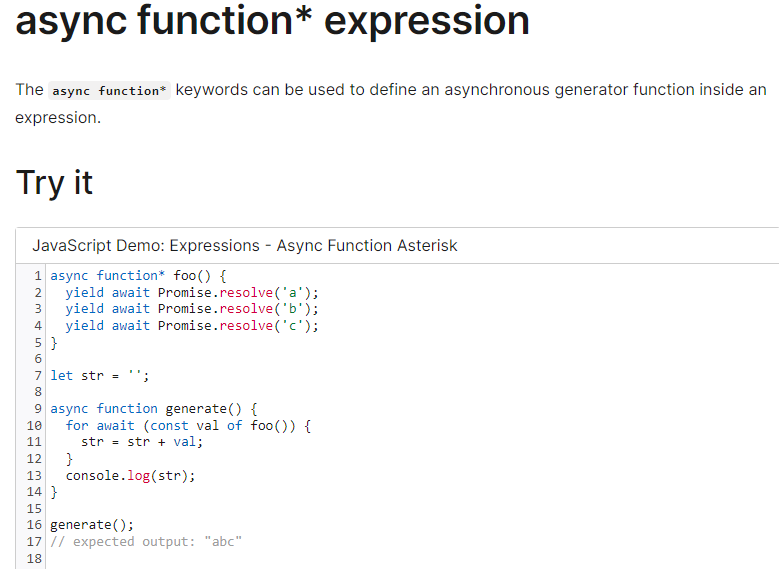 async function* expression
The async function* keywords can be used to define an asynchronous generator function inside an
expression.
Try it
JavaScript Demo: Expressions - Async Function Asterisk
1 async function* foo() {
2   yield await Promise.resolve('a');
3   yield await Promise.resolve('b');
4   yield await Promise.resolve('c');
5 }
6
7 let str = '';
8
9 async function generate() {
10   for await (const val of foo()) {
11     str = str + val;
12   }
13   console.log(str);
14 }
15
16 generate();
17 // expected output: "abc"
18